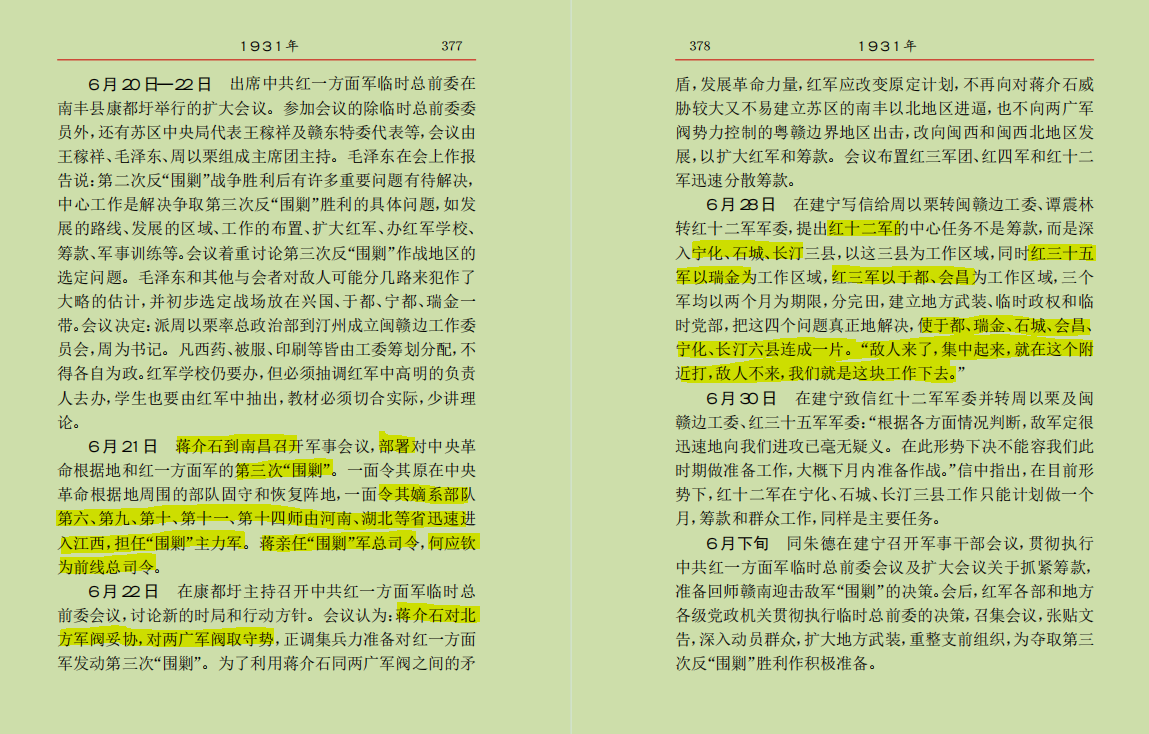 1931年 377
6月20日—22日 出席中共红一方面军临时总前委在
南丰县康都圩举行的扩大会议。参加会议的除临时总前委委
员外,还有苏区中央局代表王稼祥及赣东特委代表等,会议由
王稼祥、毛泽东、周以栗组成主席团主持。毛泽东在会上作报
告说:第二次反“围剿”战争胜利后有许多重要问题有待解决,
中心工作是解决争取第三次反“围剿”胜利的具体问题,如发
展的路线、发展的区域、工作的布置、扩大红军、办红军学校、
筹款、军事训练等。会议着重讨论第三次反“围剿”作战地区的
选定问题。毛泽东和其他与会者对敌人可能分几路来犯作了
大略的估计,并初步选定战场放在兴国、于都、宁都、瑞金一
带。会议决定:派周以栗率总政治部到汀州成立闽赣边工作委
员会,周为书记。凡西药、被服、印刷等皆由工委筹划分配,不
得各自为政。红军学校仍要办,但必须抽调红军中高明的负责
人去办,学生也要由红军中抽出,教材必须切合实际,少讲理
论。
6月21日 蒋介石到南昌召开军事会议,部署对中央革
命根据地和红一方面军的第三次“围剿”。一面令其原在中央
革命根据地周围的部队固守和恢复阵地,一面令其嫡系部队
第六、第九、第十、第十一、第十四师由河南、湖北等省迅速进
入江西,担任“围剿”主力军。蒋亲任“围剿”军总司令,何应钦
为前线总司令。
6月22日 在康都圩主持召开中共红一方面军临时总
前委会议,讨论新的时局和行动方针。会议认为:蒋介石对北
方军阀妥协,对两广军阀取守势,正调集兵力准备对红一方面
军发动第三次“围剿”。为了利用蒋介石同两广军阀之间的矛
378 1931年
盾,发展革命力量,红军应改变原定计划,不再向对蒋介石威
胁较大又不易建立苏区的南丰以北地区进逼,也不向两广军
阀势力控制的粤赣边界地区出击,改向闽西和闽西北地区发
展,以扩大红军和筹款。会议布置红三军团、红四军和红十二
军迅速分散筹款。
6月28日 在建宁写信给周以栗转闽赣边工委、谭震林
转红十二军军委,提出红十二军的中心任务不是筹款,而是深
入宁化、石城、长汀三县,以这三县为工作区域,同时红三十五
军以瑞金为工作区域,红三军以于都、会昌为工作区域,三个
军均以两个月为期限,分完田,建立地方武装、临时政权和临
时党部,把这四个问题真正地解决,使于都、瑞金、石城、会昌、
宁化、长汀六县连成一片。“敌人来了,集中起来,就在这个附
近打,敌人不来,我们就是这块工作下去。”
6月30日 在建宁致信红十二军军委并转周以栗及闽
赣边工委、红三十五军军委:“根据各方面情况判断,敌军定很
迅速地向我们进攻已毫无疑义。在此形势下决不能容我们此
时期做准备工作,大概下月内准备作战。”信中指出,在目前形
势下,红十二军在宁化、石城、长汀三县工作只能计划做一个
月,筹款和群众工作,同样是主要任务。
6月下旬 同朱德在建宁召开军事干部会议,贯彻执行
中共红一方面军临时总前委会议及扩大会议关于抓紧筹款,
准备回师赣南迎击敌军“围剿”的决策。会后,红军各部和地方
各级党政机关贯彻执行临时总前委的决策,召集会议,张贴文
告,深入动员群众,扩大地方武装,重整支前组织,为夺取第三
次反“围剿”胜利作积极准备。